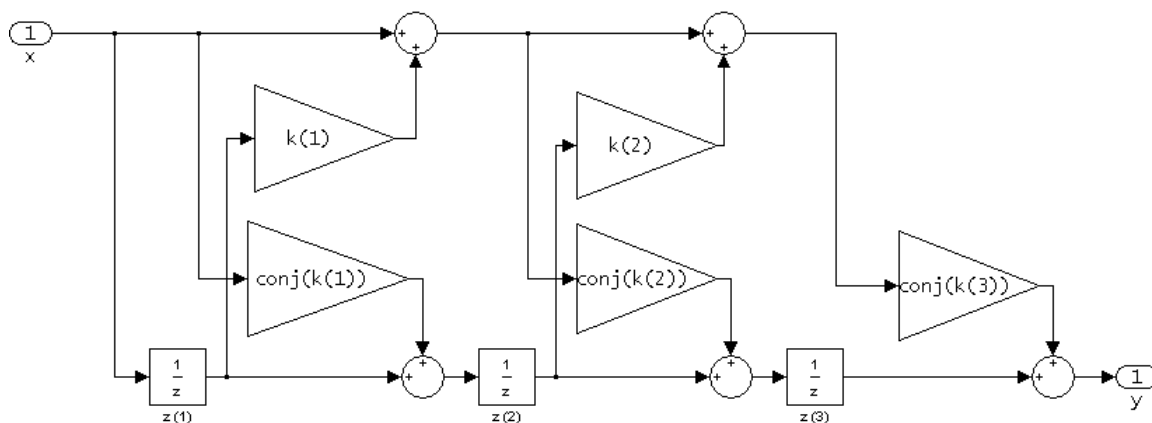 1
x
+
+
+
+
k(1)
k(2)
conj(k(1))
conj(k(2))
conj(k(3))
1
z
z(1)
+
+
1
z
z(2)
+
+
1
z
z(3)
+
+
1
y